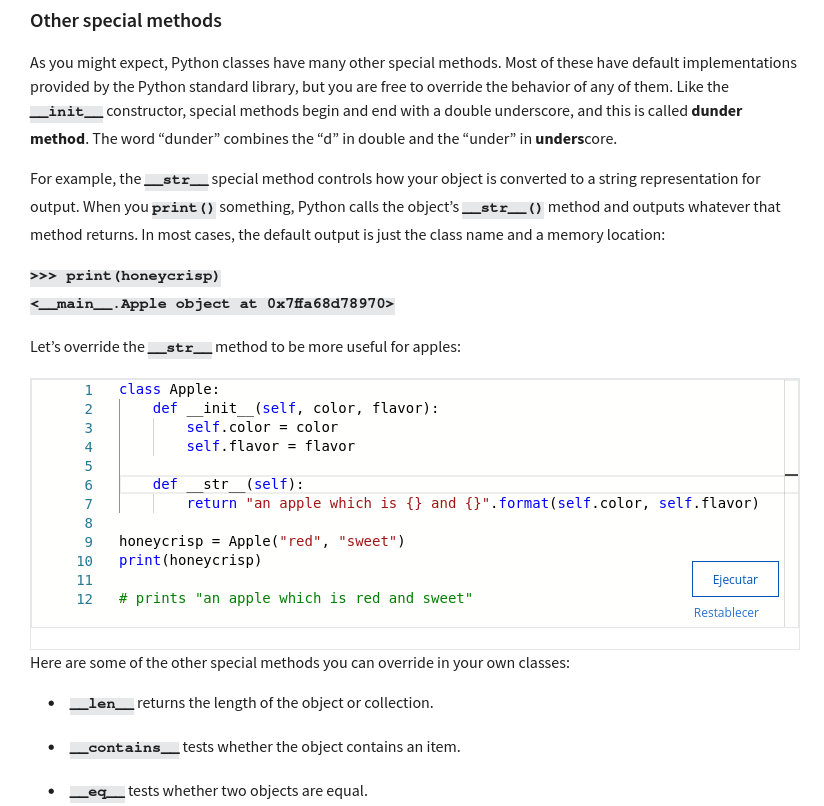 Other special methods
As you might expect, Python classes have many other special methods. Most of these have default implementations
provided by the Python standard library, but you are free to override the behavior of any of them. Like the
__init__ constructor, special methods begin and end with a double underscore, and this is called dunder
method. The word “dunder” combines the “d” in double and the “under” in underscore.
For example, the __str__ special method controls how your object is converted to a string representation for
output. When you print() something, Python calls the object’s __str__() method and outputs whatever that
method returns. In most cases, the default output is just the class name and a memory location:
>>> print(honeycrisp)
<__main__.Apple object at 0x7ffa68d78970>
Let’s override the __str__ method to be more useful for apples:
1 class Apple:
2     def __init__(self, color, flavor):
3         self.color = color
4         self.flavor = flavor
5
6     def __str__(self):
7         return "an apple which is {} and {}".format(self.color, self.flavor)
8
9 honeycrisp = Apple("red", "sweet")
10 print(honeycrisp)
11
12 # prints "an apple which is red and sweet"
Ejecutar
Restablecer
Here are some of the other special methods you can override in your own classes:
• __len__ returns the length of the object or collection.
• __contains__ tests whether the object contains an item.
• __eq__ tests whether two objects are equal.